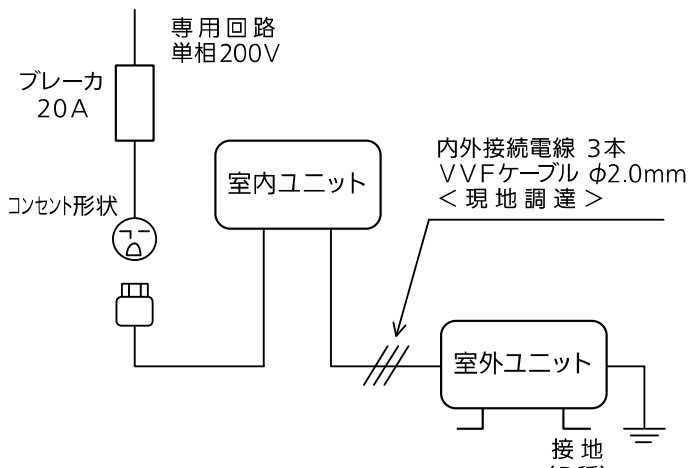 専用回路
単相200V
ブレーカ
20A
コンセント形状
室内ユニット
内外接続電線 3本
VVFケーブル φ2.0mm
<現地調達>
室外ユニット
接地